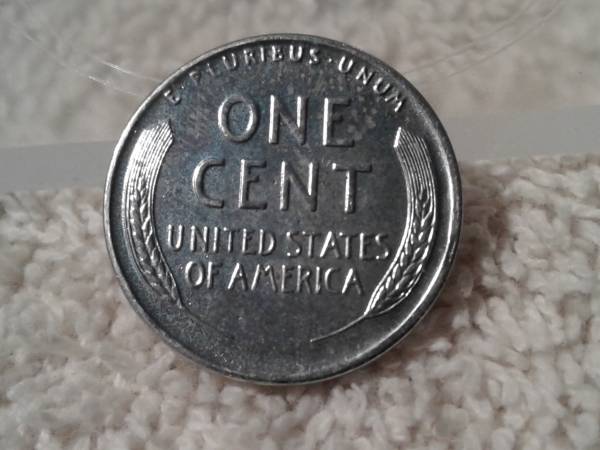 E·PLURIBUS·UNUM
ONE
CENT
UNITED STATES
OF AMERICA